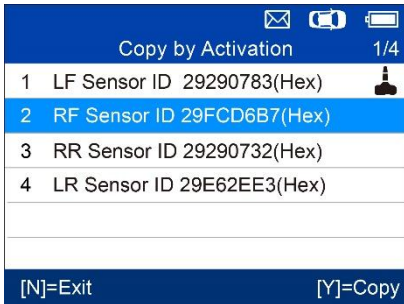 Copy by Activation 1/4
1 LF Sensor ID 29290783(Hex)
2 RF Sensor ID 29FCD6B7(Hex)
3 RR Sensor ID 29290732(Hex)
4 LR Sensor ID 29E62EE3(Hex)
[N]=Exit [Y]=Copy